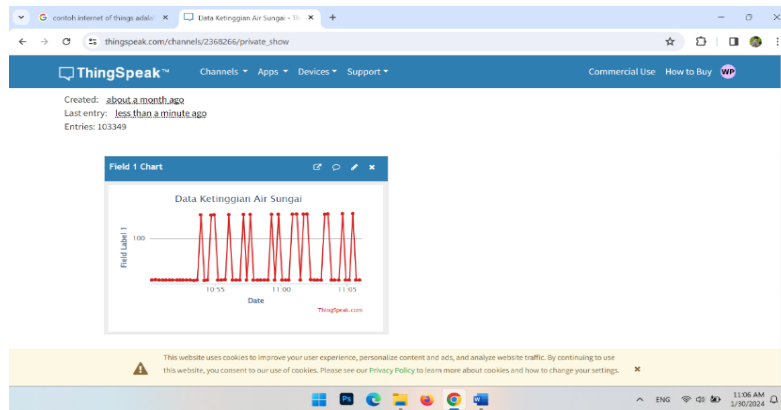 contoh internet of things adalah
Data Ketinggian Air Sungai - Th
thingspeak.com/channels/2368266/private_show
ThingSpeak™ Channels Apps Devices Support Commercial Use How to Buy WP
Created: about a month ago
Last entry: less than a minute ago
Entries: 103349
Field 1 Chart
Data Ketinggian Air Sungai
100
Field Label 1
10:55 11:00 11:05
Date
ThingSpeak.com
This website uses cookies to improve your user experience, personalize content and ads, and analyze website traffic. By continuing to use
this website, you consent to our use of cookies. Please see our Privacy Policy to learn more about cookies and how to change your settings.
Ps
ENG
11:06 AM
1/30/2024